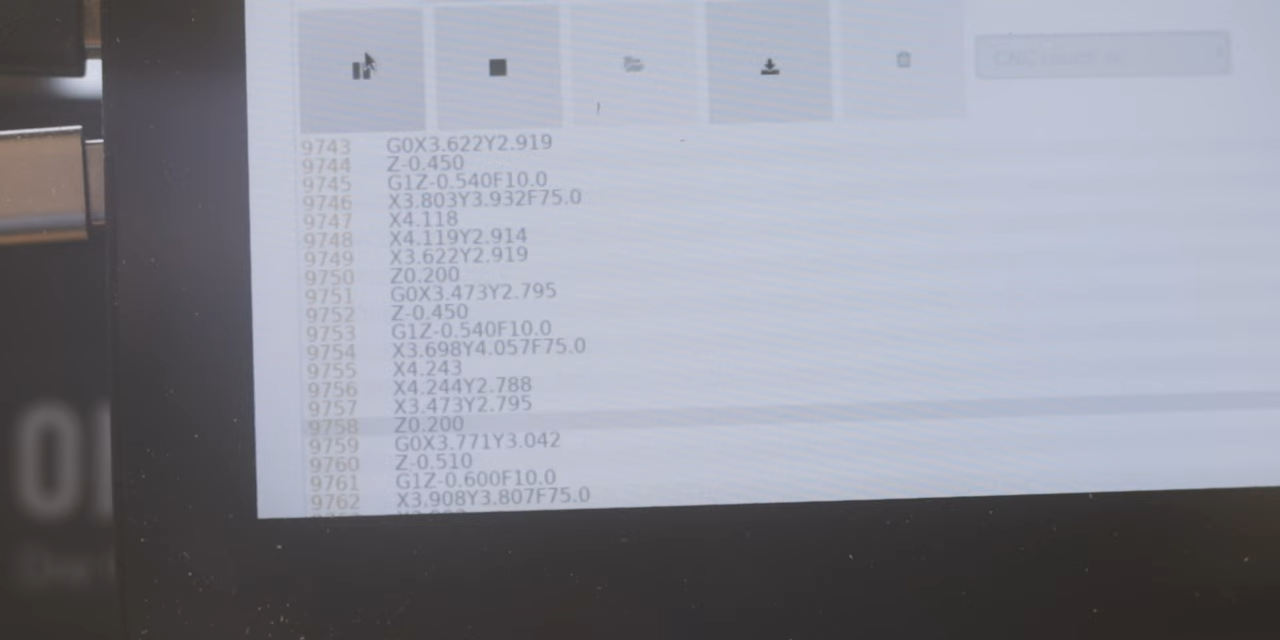 9743 G0X3.622Y2.919
9744 Z-0.450
9745 G1Z-0.540F10.0
9746 X3.803Y3.932F75.0
9747 X4.118
9748 X4.119Y2.914
9749 X3.622Y2.919
9750 Z0.200
9751 G0X3.473Y2.795
9752 Z-0.450
9753 G1Z-0.540F10.0
9754 X3.698Y4.057F75.0
9755 X4.243
9756 X4.244Y2.788
9757 X3.473Y2.795
9758 Z0.200
9759 G0X3.771Y3.042
9760 Z-0.510
9761 G1Z-0.600F10.0
9762 X3.908Y3.807F75.0